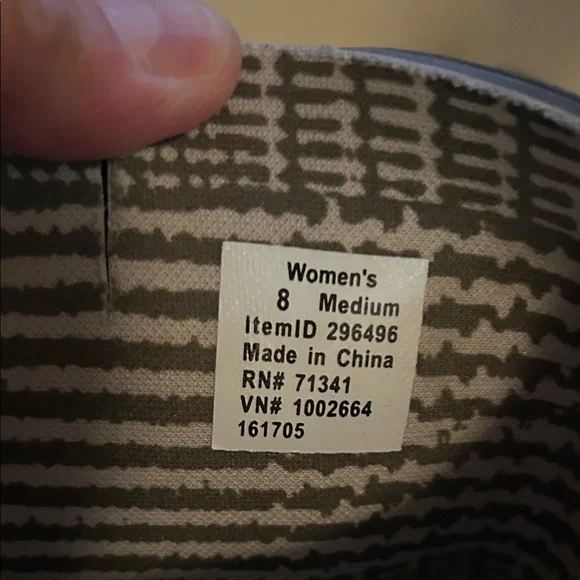 Women's
8 Medium
ItemID 296496
Made in China
RN# 71341
VN# 1002664
161705